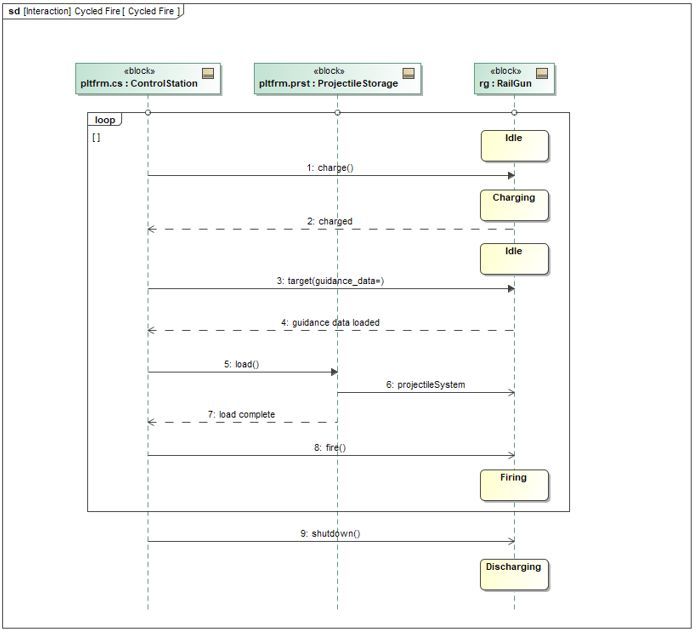 sd [Interaction] Cycled Fire [ Cycled Fire ]
«block»
pltfrm.cs : ControlStation
«block»
pltfrm.prst : ProjectileStorage
«block»
rg : RailGun
loop
[ ]
Idle
1: charge()
Charging
2: charged
Idle
3: target(guidance_data=)
4: guidance data loaded
5: load()
6: projectileSystem
7: load complete
8: fire()
Firing
9: shutdown()
Discharging